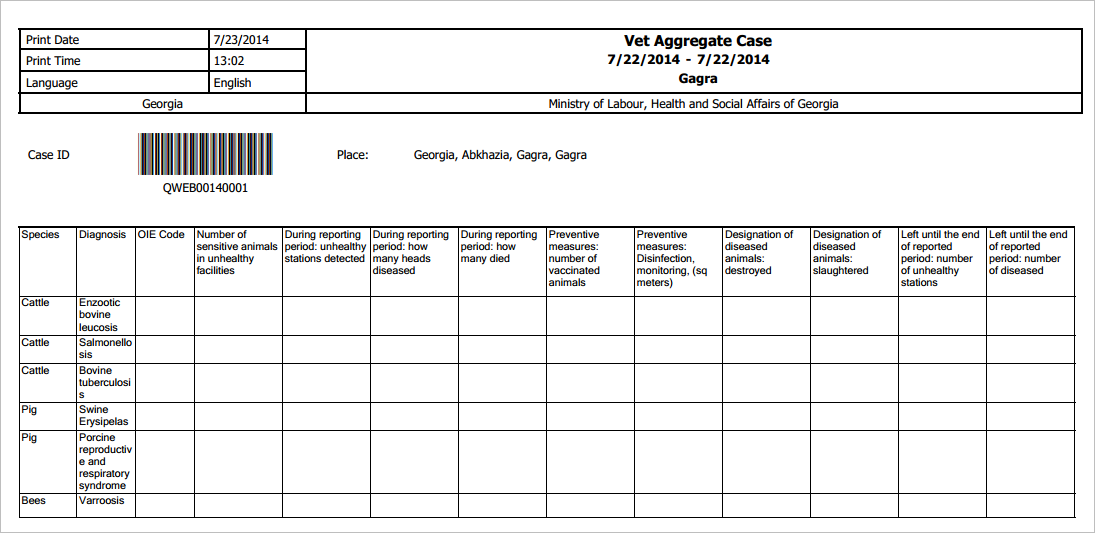 Print Date 7/23/2014
Print Time 13:02
Language English
Vet Aggregate Case
7/22/2014 - 7/22/2014
Gagra
Georgia Ministry of Labour, Health and Social Affairs of Georgia
Case ID
QWEB00140001
Place: Georgia, Abkhazia, Gagra, Gagra
Species
Diagnosis
OIE Code
Number of
sensitive animals
in unhealthy
facilities
During reporting
period: unhealthy
stations detected
During reporting
period: how
many heads
diseased
During reporting
period: how
many died
Preventive
measures:
number of
vaccinated
animals
Preventive
measures:
Disinfection,
monitoring, (sq
meters)
Designation of
diseased
animals:
destroyed
Designation of
diseased
animals:
slaughtered
Left until the end
of reported
period: number
of unhealthy
stations
Left until the end
of reported
period: number
of diseased
Cattle
Enzootic
bovine
leucosis
Cattle
Salmonello
sis
Cattle
Bovine
tuberculosi
s
Pig
Swine
Erysipelas
Pig
Porcine
reproductiv
e and
respiratory
syndrome
Bees
Varroosis